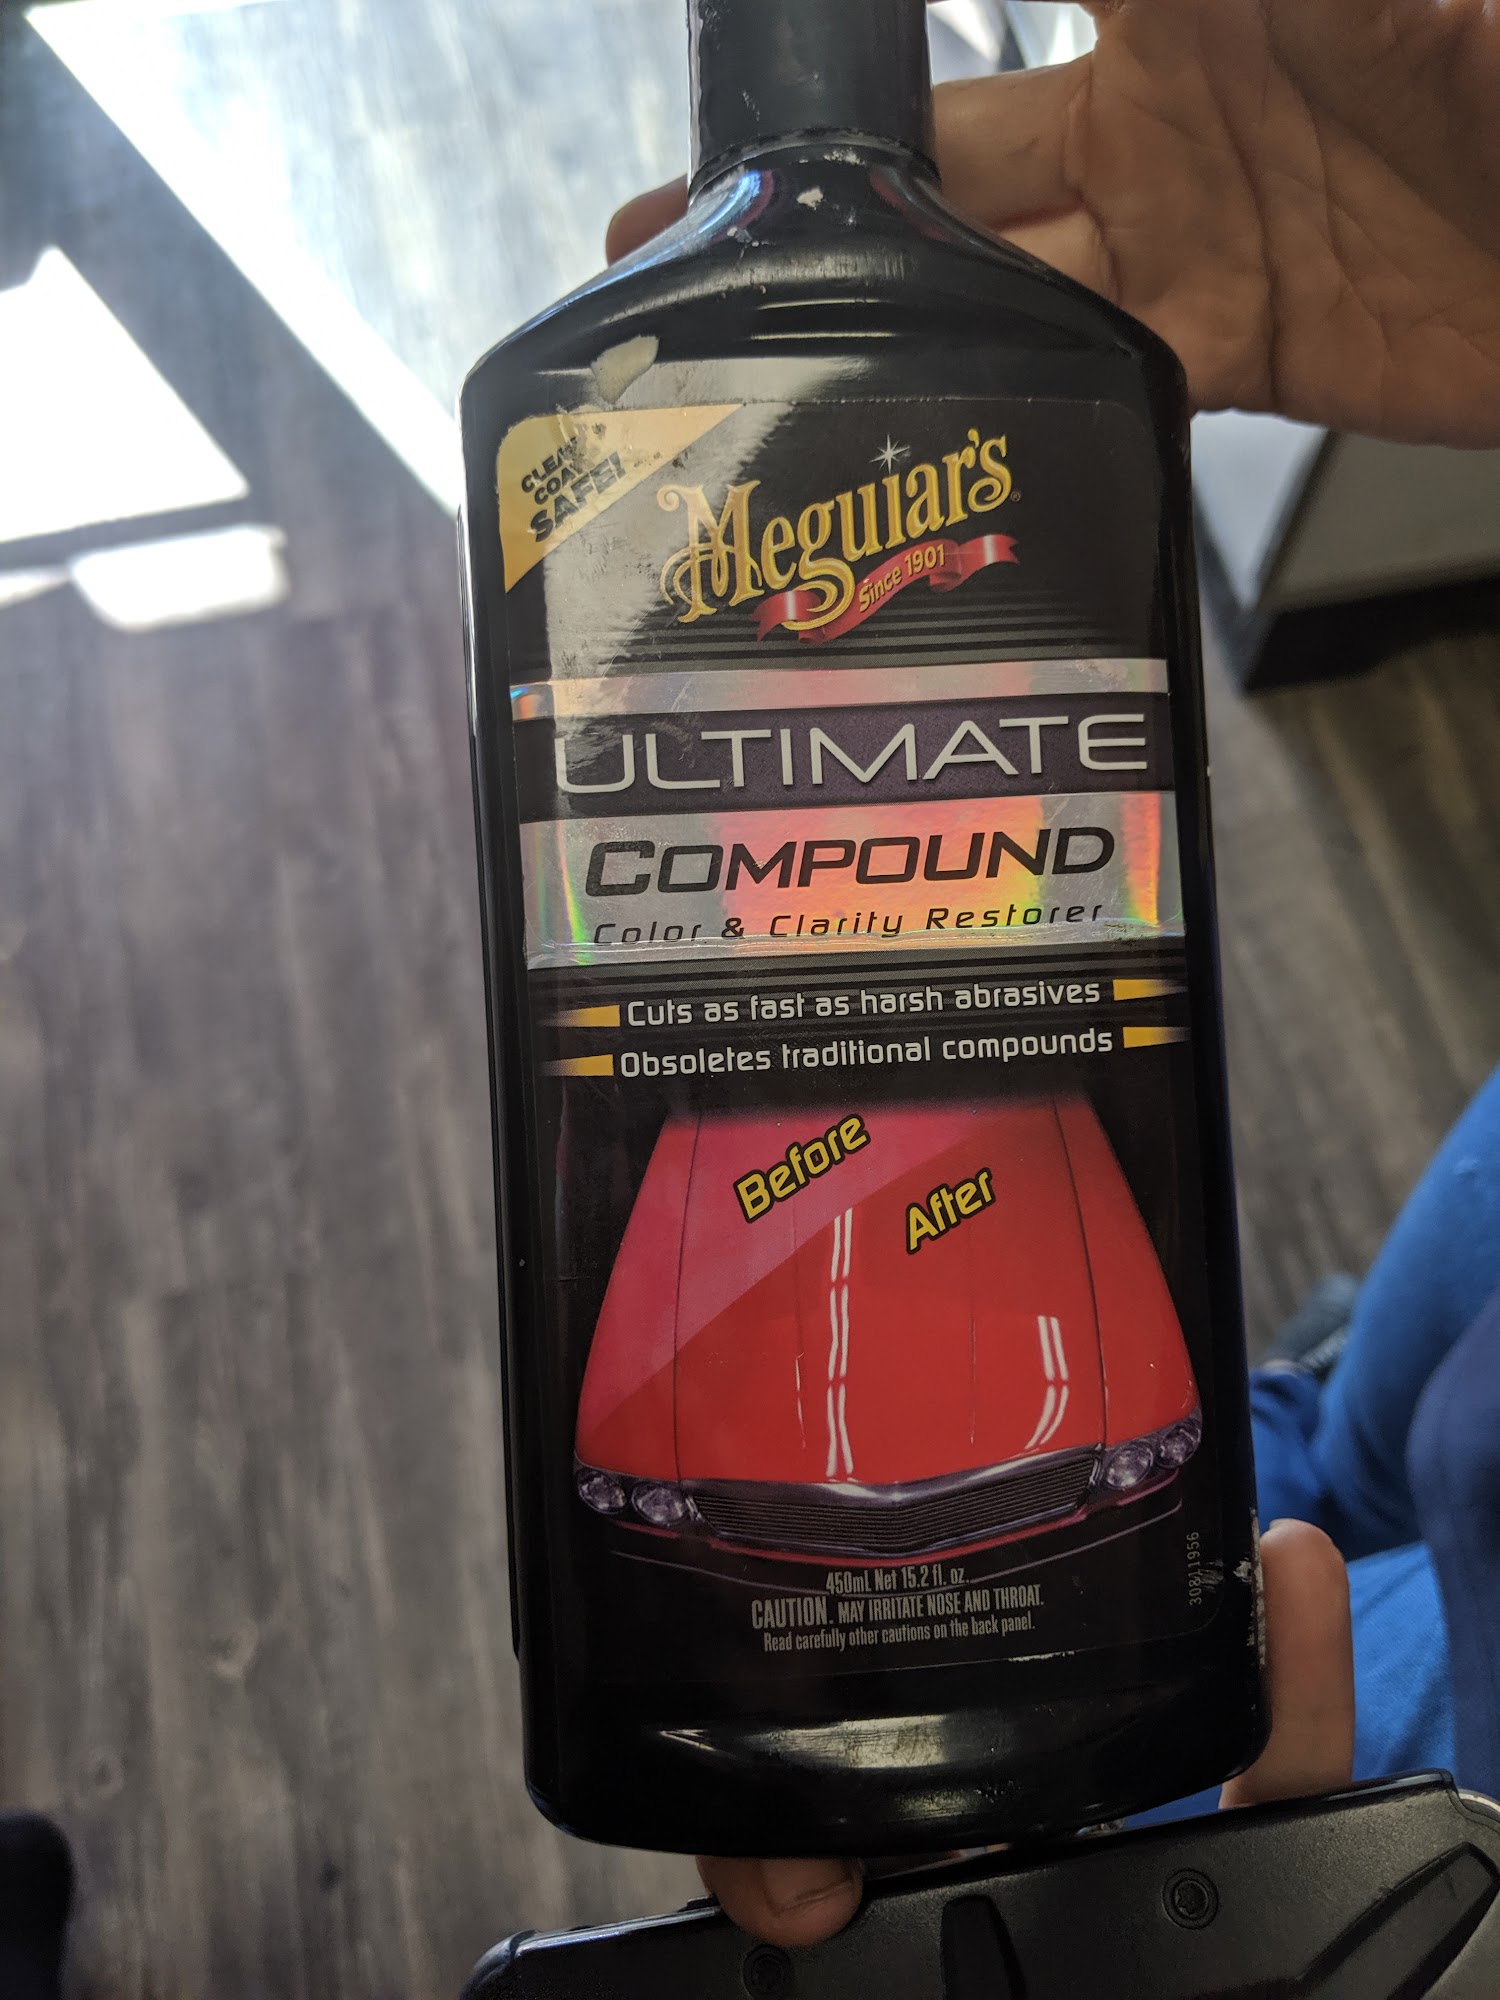 CLEAR
COAT
SAFE!
Meguiar's®
Since 1901
ULTIMATE
COMPOUND
Color & Clarity Restorer
Cuts as fast as harsh abrasives
Obsoletes traditional compounds
Before
After
450mL Net 15.2 fl. oz.
CAUTION. MAY IRRITATE NOSE AND THROAT.
Read carefully other cautions on the back panel.